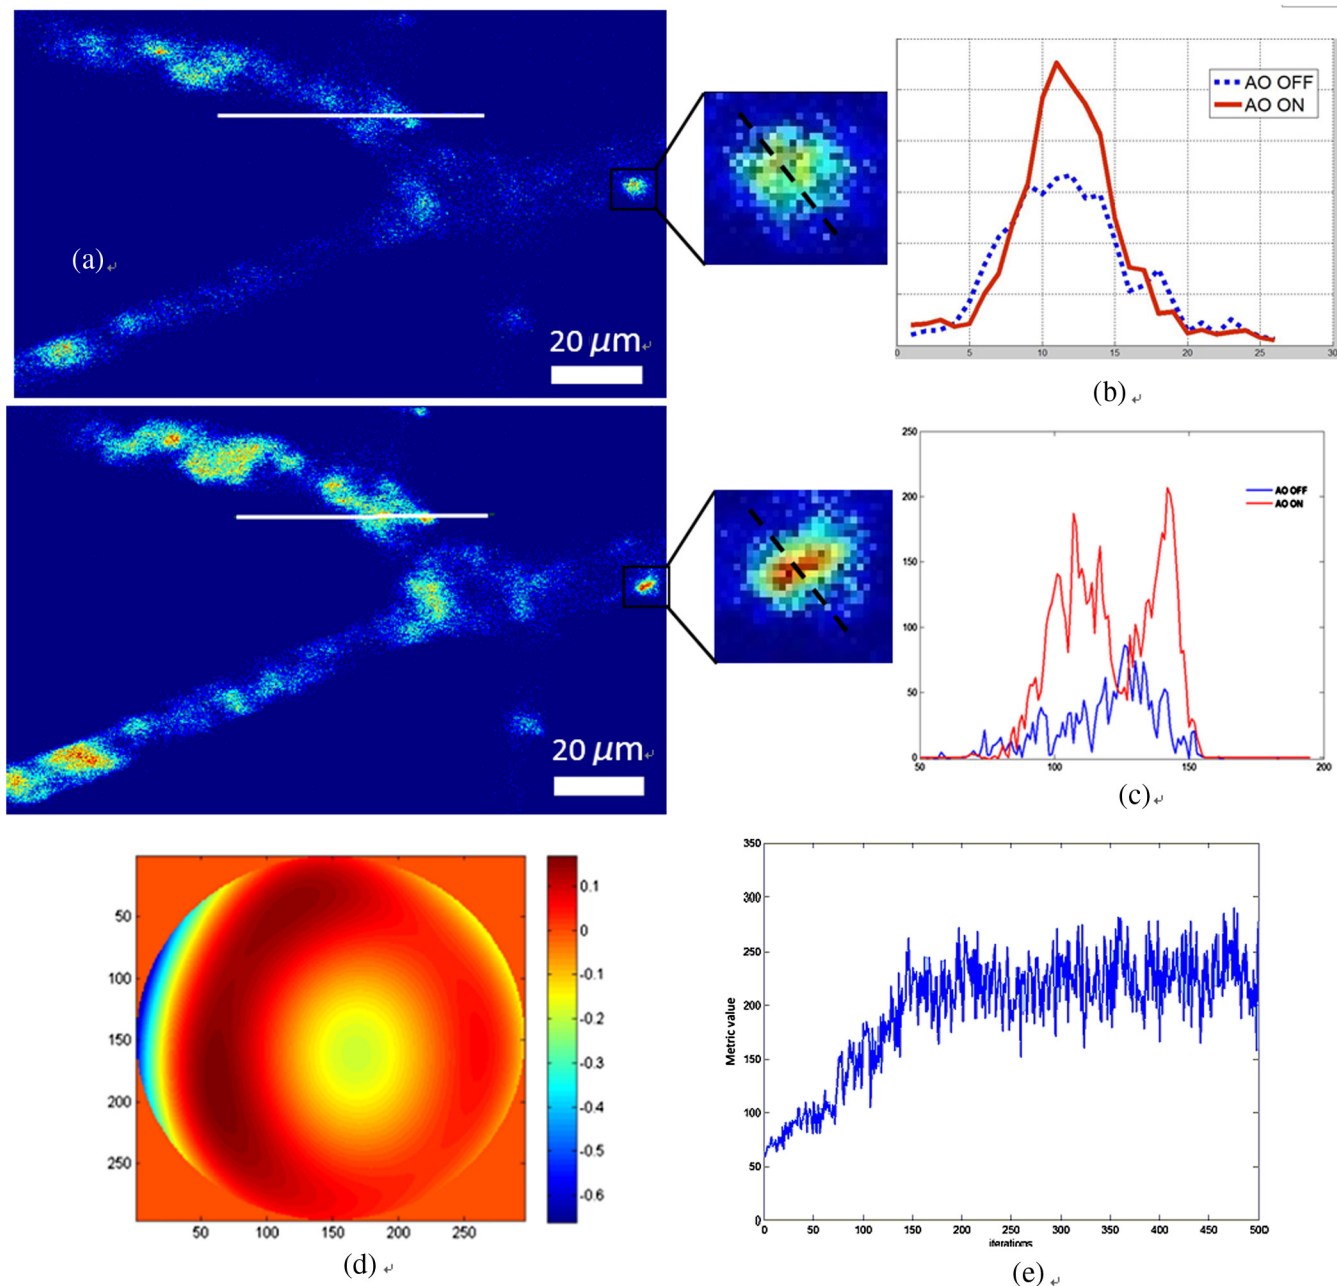 (a)
20 μm
AO OFF
AO ON
0 5 10 15 20 25 30
(b)
20 μm
250
200
150
100
50
0
50 100 150 200
AO OFF
AO ON
(c)
50
100
150
200
250
50 100 150 200 250
0.1
0
-0.1
-0.2
-0.3
-0.4
-0.5
-0.6
(d)
350
300
250
200
150
100
50
0
0 50 100 150 200 250 300 350 400 450 500
Metric value
iterations
(e)